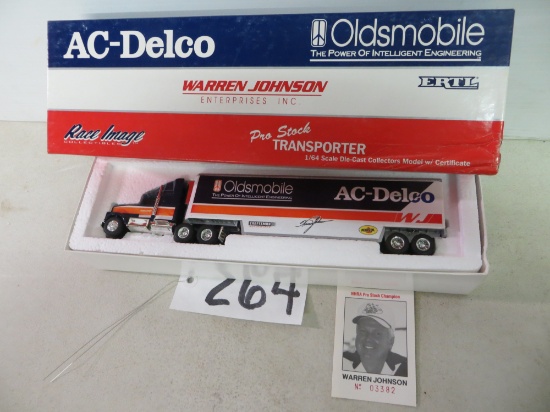 AC-Delco
Oldsmobile
THE POWER OF INTELLIGENT ENGINEERING
WARREN JOHNSON
ENTERPRISES INC
ERTL
Race Image
COLLECTIBLES
Pro Stock
TRANSPORTER
1/64 Scale Die-Cast Collectors Model w/ Certificate
Oldsmobile
THE POWER OF INTELLIGENT ENGINEERING
AC-Delco
WJ
264
NHRA Pro Stock Champion
WARREN JOHNSON
No 03382